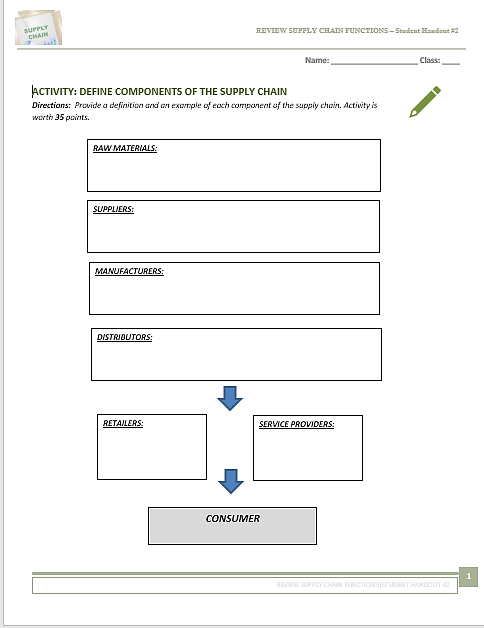 SUPPLY
CHAIN
REVIEW SUPPLY CHAIN FUNCTIONS – Student Handout #2
Name: ____________________ Class: ____
ACTIVITY: DEFINE COMPONENTS OF THE SUPPLY CHAIN
Directions: Provide a definition and an example of each component of the supply chain. Activity is
worth 35 points.
RAW MATERIALS:
SUPPLIERS:
MANUFACTURERS:
DISTRIBUTORS:
RETAILERS:
SERVICE PROVIDERS:
CONSUMER
1
REVIEW SUPPLY CHAIN FUNCTIONS|STUDENT HANDOUT #2